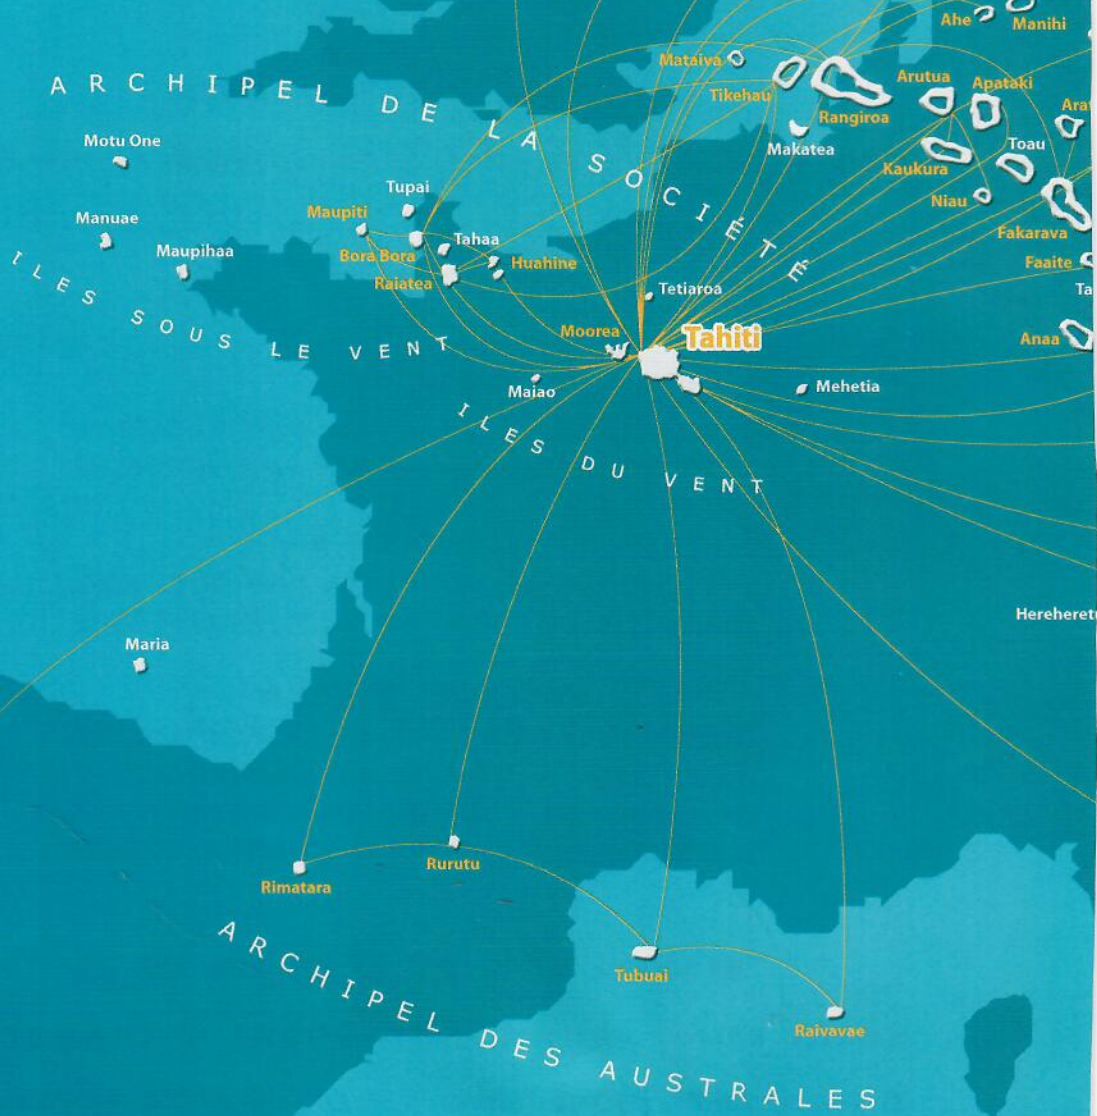 Ahe
Manihi
Mataiva
Tikehau
Rangiroa
Arutua
Apataki
Makatea
Kaukura
Toau
Niau
Fakarava
Faaite
Anaa
ARCHIPEL DE LA SOCIÉTÉ
Motu One
Manuae
Maupihaa
Tupai
Maupiti
Bora Bora
Tahaa
Raiatea
Huahine
Tetiaroa
ILES SOUS LE VENT
Moorea
Tahiti
Maiao
Mehetia
ILES DU VENT
Maria
Rimatara
Rurutu
Tubuai
Raivavae
ARCHIPEL DES AUSTRALES